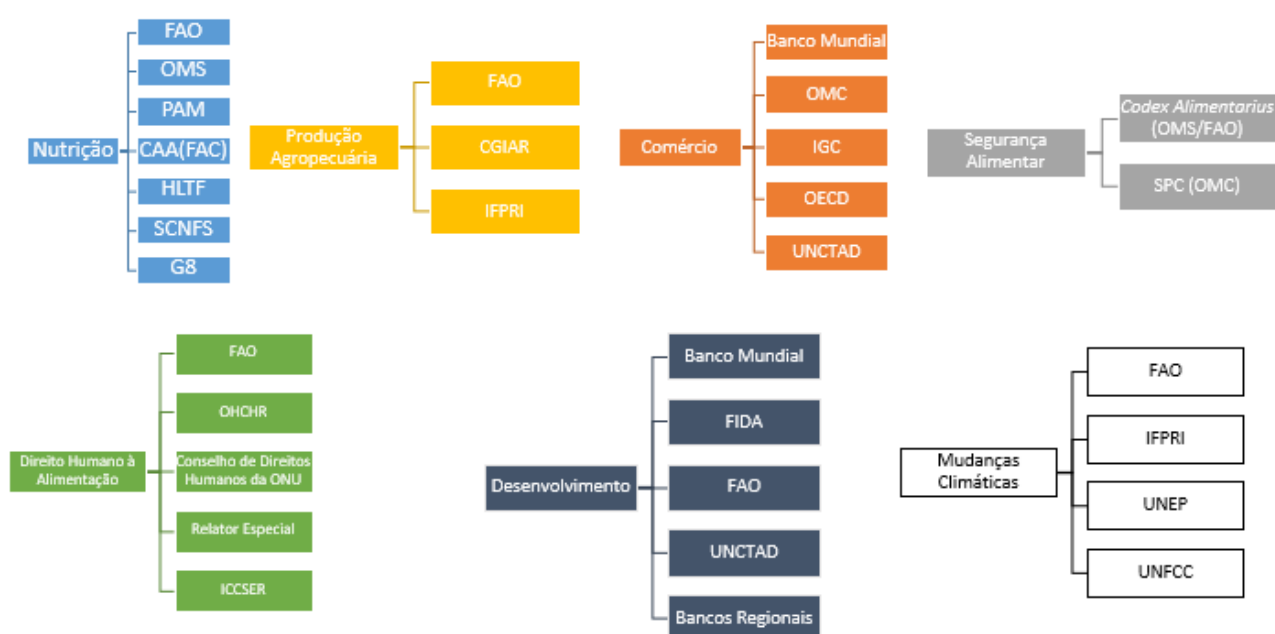 Nutrição
FAO
OMS
PAM
CAA(FAC)
HLTF
SCNFS
G8
Produção
Agropecuária
FAO
CGIAR
IFPRI
Comércio
Banco Mundial
OMC
IGC
OECD
UNCTAD
Segurança
Alimentar
Codex Alimentarius
(OMS/FAO)
SPC (OMC)
Direito Humano à
Alimentação
FAO
OHCHR
Conselho de Direitos
Humanos da ONU
Relator Especial
ICCSER
Desenvolvimento
Banco Mundial
FIDA
FAO
UNCTAD
Bancos Regionais
Mudanças
Climáticas
FAO
IFPRI
UNEP
UNFCC